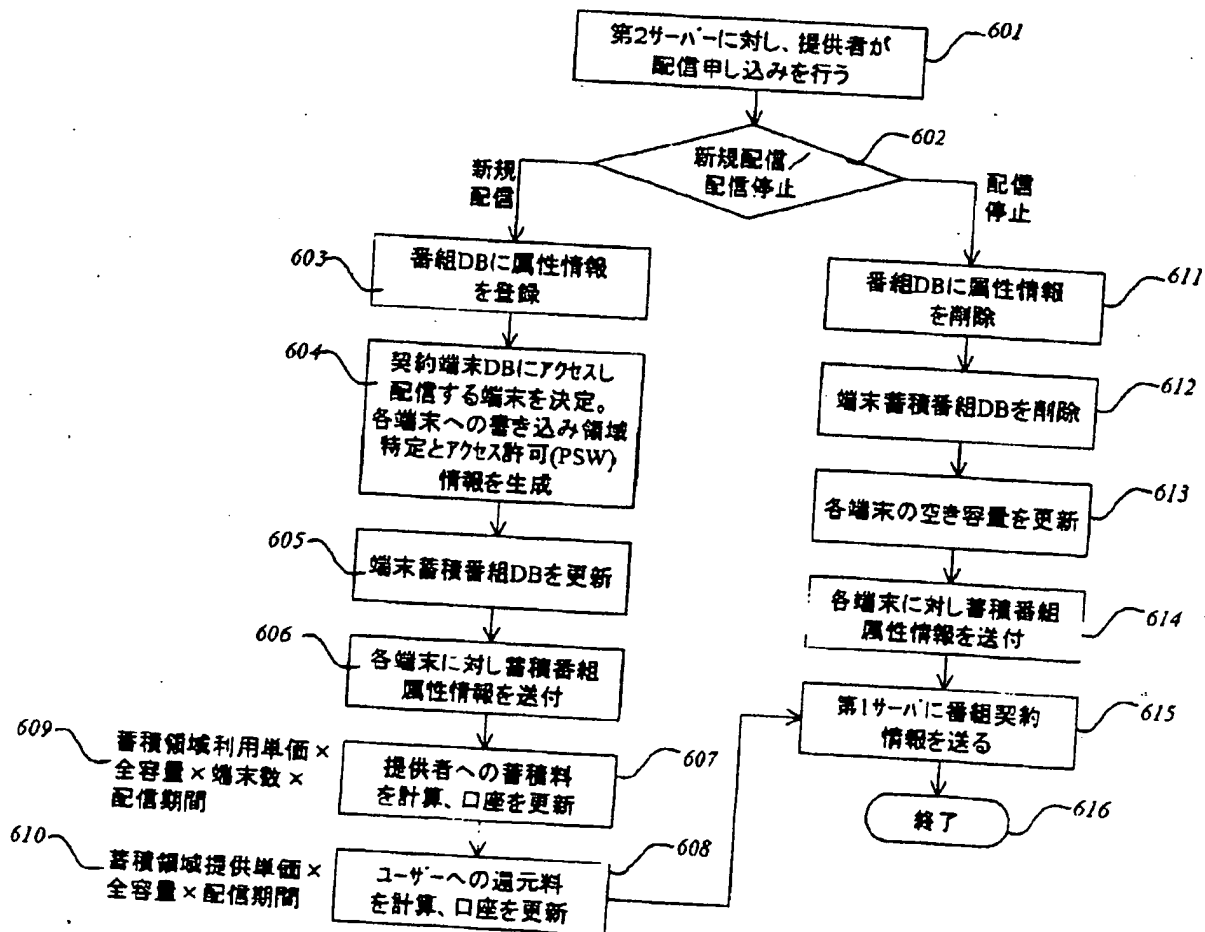 第2サーバーに対し、提供者が
配信申し込みを行う
601
新規配信/
配信停止
602
新規
配信
配信
停止
603
番組DBに属性情報
を登録
604
契約端末DBにアクセスし
配信する端末を決定。
各端末への書き込み領域
特定とアクセス許可(PSW)
情報を生成
605
端末蓄積番組DBを更新
606
各端末に対し蓄積番組
属性情報を送付
609
蓄積領域利用単価×
全容量×端末数×
配信期間
提供者への蓄積料
を計算、口座を更新
607
610
蓄積領域提供単価×
全容量×配信期間
ユーザーへの還元料
を計算、口座を更新
608
番組DBに属性情報
を削除
611
端末蓄積番組DBを削除
612
各端末の空き容量を更新
613
各端末に対し蓄積番組
属性情報を送付
614
第1サーバに番組契約
情報を送る
615
終了
616